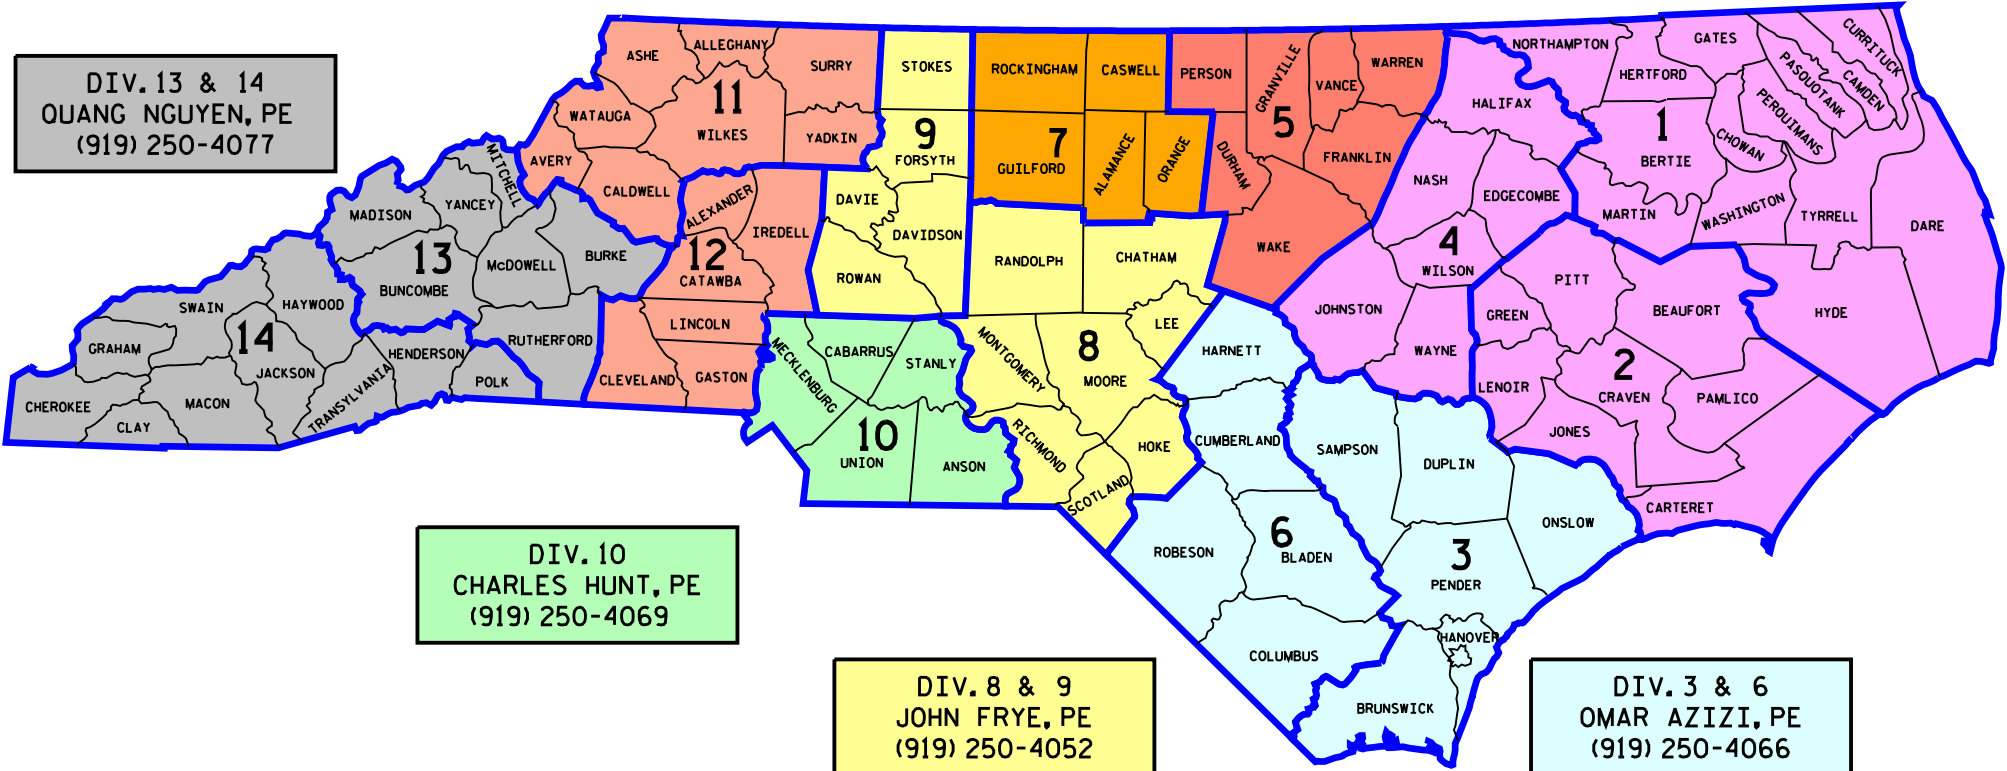 DIV. 13 & 14
QUANG NGUYEN, PE
(919) 250-4077
ASHE
ALLEGHANY
SURRY
11
WATAUGA
WILKES
YADKIN
AVERY
CALDWELL
STOKES
9
FORSYTH
DAVIE
DAVIDSON
ROWAN
ROCKINGHAM
CASWELL
7
GUILFORD
ALAMANCE
ORANGE
PERSON
GRANVILLE
VANCE
WARREN
5
FRANKLIN
DURHAM
WAKE
NORTHAMPTON
GATES
CURRITUCK
HERTFORD
PASQUOTANK
CAMDEN
HALIFAX
PERQUIMANS
1
BERTIE
CHOWAN
MARTIN
WASHINGTON
TYRRELL
DARE
HYDE
NASH
EDGECOMBE
4
WILSON
JOHNSTON
WAYNE
PITT
GREEN
BEAUFORT
2
CRAVEN
LENOIR
PAMLICO
JONES
CARTERET
MITCHELL
MADISON
YANCEY
13
McDOWELL
BURKE
BUNCOMBE
RUTHERFORD
ALEXANDER
IREDELL
12
CATAWBA
LINCOLN
CLEVELAND
GASTON
SWAIN
HAYWOOD
14
GRAHAM
JACKSON
HENDERSON
POLK
TRANSYLVANIA
CHEROKEE
MACON
CLAY
MECKLENBURG
CABARRUS
STANLY
10
UNION
ANSON
RANDOLPH
CHATHAM
LEE
MONTGOMERY
8
MOORE
RICHMOND
HOKE
SCOTLAND
HARNETT
CUMBERLAND
SAMPSON
DUPLIN
ONSLOW
6
ROBESON
BLADEN
3
PENDER
HANOVER
COLUMBUS
BRUNSWICK
DIV. 10
CHARLES HUNT, PE
(919) 250-4069
DIV. 8 & 9
JOHN FRYE, PE
(919) 250-4052
DIV. 3 & 6
OMAR AZIZI, PE
(919) 250-4066